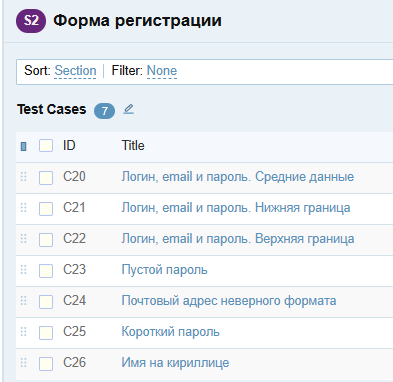 S2 Форма регистрации
Sort: Section Filter: None
Test Cases 7
ID Title
C20 Логин, email и пароль. Средние данные
C21 Логин, email и пароль. Нижняя граница
C22 Логин, email и пароль. Верхняя граница
C23 Пустой пароль
C24 Почтовый адрес неверного формата
C25 Короткий пароль
C26 Имя на кириллице